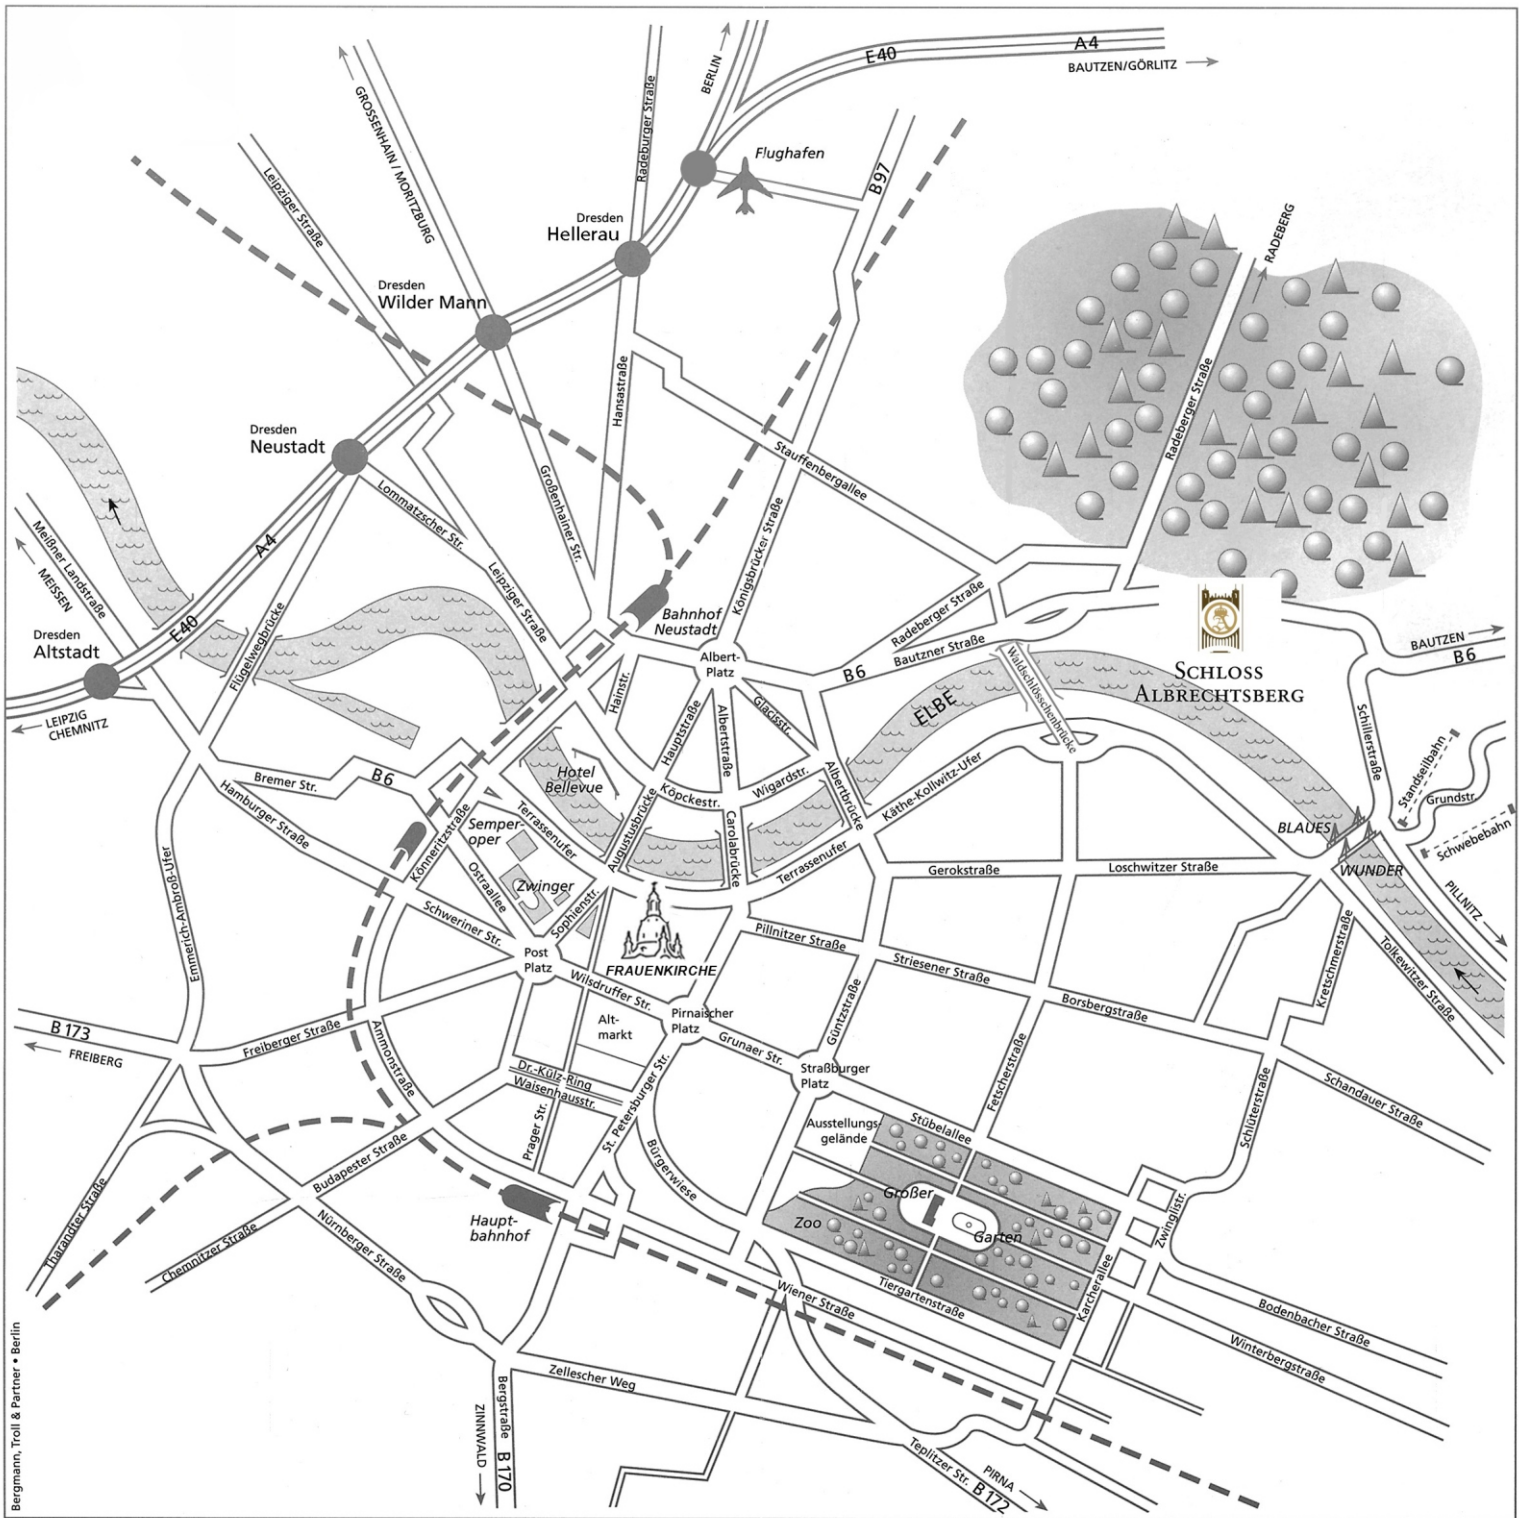 E40
A4
BAUTZEN/GÖRLITZ
BERLIN
GROSSENHAIN / MORITZBURG
Leipziger Straße
Radeburger Straße
Flughafen
B97
Dresden
Hellerau
Dresden
Wilder Mann
RADEBERG
Radeberger Straße
Hansastraße
Dresden
Neustadt
Stauffenbergallee
Großenhainer Str.
Lommatzscher Str.
Königsbrücker Straße
Meißner Landstraße
MEISSEN
A4
E40
Leipziger Straße
Flügelwegbrücke
Bahnhof
Neustadt
Radeberger Straße
Bautzner Straße
B6
Waldschlösschenbrücke
Dresden
Altstadt
LEIPZIG
CHEMNITZ
Albert-
Platz
SCHLOSS
ALBRECHTSBERG
BAUTZEN
B6
Hainstr.
Hauptstraße
Albertstraße
Glacisstr.
ELBE
Schillerstraße
Standseilbahn
Grundstr.
Schwebebahn
Bremer Str.
B6
Hamburger Straße
Hotel
Bellevue
Köpckestr.
Wigardstr.
Albertbrücke
Käthe-Kollwitz-Ufer
Könneritzstraße
Semper-
oper
Terrassenufer
Augustusbrücke
Carolabrücke
Terrassenufer
BLAUES
WUNDER
Gerokstraße
Loschwitzer Straße
PILLNITZ
Emmerich-Ambroß-Ufer
Ostraallee
Zwinger
Sophienstr.
Schweriner Str.
Post
Platz
FRAUENKIRCHE
Wilsdruffer Str.
Pillnitzer Straße
Striesener Straße
Borsbergstraße
Kretschmerstraße
Tolkewitzer Straße
Güntzstraße
Pirnaischer
Platz
Alt-
markt
B 173
FREIBERG
Freiberger Straße
Ammonstraße
Grunaer Str.
Straßburger
Platz
Dr.-Külz-Ring
Waisenhausstr.
St. Petersburger Str.
Prager Str.
Fetscherstraße
Schandauer Straße
Schlüterstraße
Ausstellungs-
gelände
Stübelallee
Bürgerwiese
Budapester Straße
Großer
Garten
Zoo
Zwinglistr.
Tharandter Straße
Haupt-
bahnhof
Chemnitzer Straße
Nürnberger Straße
Tiergartenstraße
Karcherallee
Wiener Straße
Bodenbacher Straße
Winterbergstraße
Zellescher Weg
Bergstraße
B 170
ZINNWALD
Teplitzer Str.
B 172
PIRNA
Bergmann, Troll & Partner • Berlin